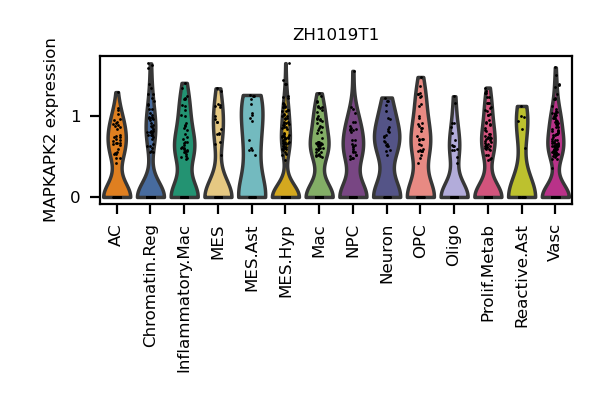 ZH1019T1
MAPKAPK2 expression
1
0
AC
Chromatin.Reg
Inflammatory.Mac
MES
MES.Ast
MES.Hyp
Mac
NPC
Neuron
OPC
Oligo
Prolif.Metab
Reactive.Ast
Vasc